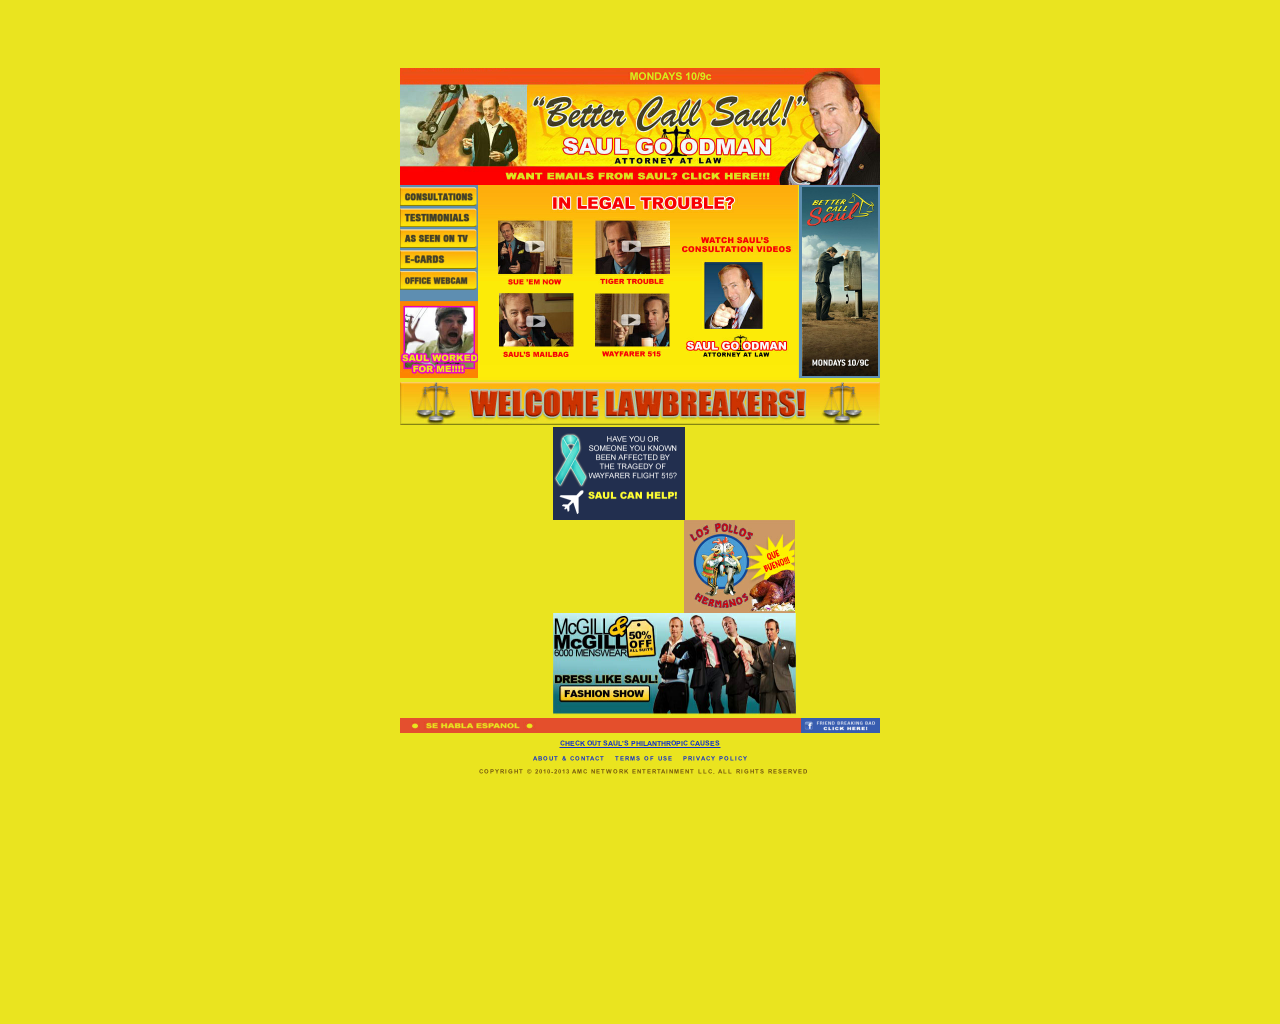 MONDAYS 10/9c
"Better Call Saul!"
SAUL GOODMAN
ATTORNEY AT LAW
WANT EMAILS FROM SAUL? CLICK HERE!!!
CONSULTATIONS
TESTIMONIALS
AS SEEN ON TV
E-CARDS
OFFICE WEBCAM
SAUL WORKED
FOR ME!!!!
IN LEGAL TROUBLE?
SUE 'EM NOW
TIGER TROUBLE
SAUL'S MAILBAG
WAYFARER 515
WATCH SAUL'S
CONSULTATION VIDEOS
SAUL GOODMAN
ATTORNEY AT LAW
BETTER
CALL
Saul
MONDAYS 10/9C
WELCOME LAWBREAKERS!
HAVE YOU OR
SOMEONE YOU KNOWN
BEEN AFFECTED BY
THE TRAGEDY OF
WAYFARER FLIGHT 515?
SAUL CAN HELP!
LOS POLLOS
HERMANOS
QUE
BUENO!!!
McGILL &
McGILL
6000 MENSWEAR
50%
OFF
ALL SUITS
DRESS LIKE SAUL!
FASHION SHOW
SE HABLA ESPANOL
FRIEND BREAKING BAD
CLICK HERE!
CHECK OUT SAUL'S PHILANTHROPIC CAUSES
ABOUT & CONTACT TERMS OF USE PRIVACY POLICY
COPYRIGHT © 2010-2013 AMC NETWORK ENTERTAINMENT LLC, ALL RIGHTS RESERVED